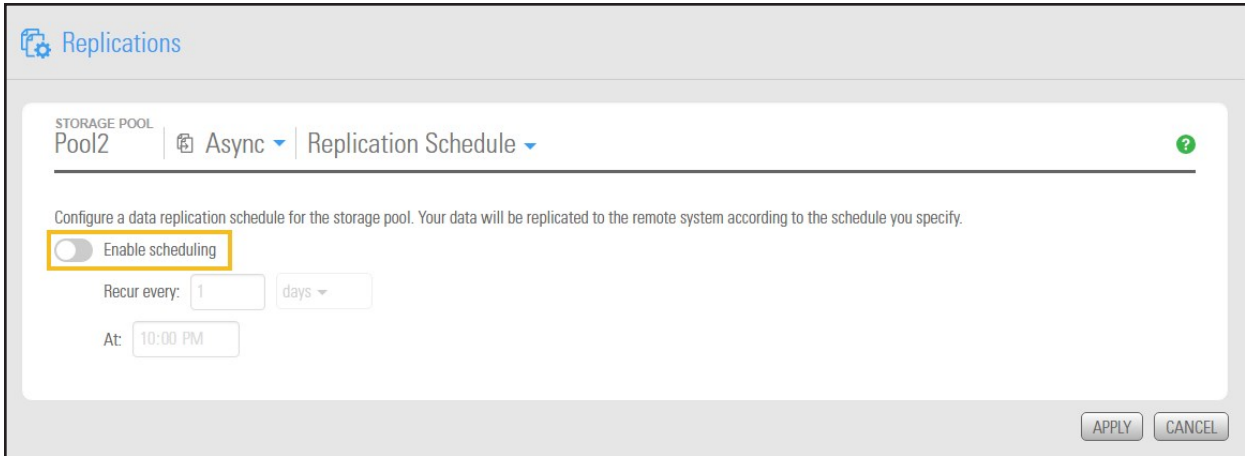 Replications
STORAGE POOL
Pool2 Async Replication Schedule
?
Configure a data replication schedule for the storage pool. Your data will be replicated to the remote system according to the schedule you specify.
Enable scheduling
Recur every: 1 days
At: 10:00 PM
APPLY CANCEL